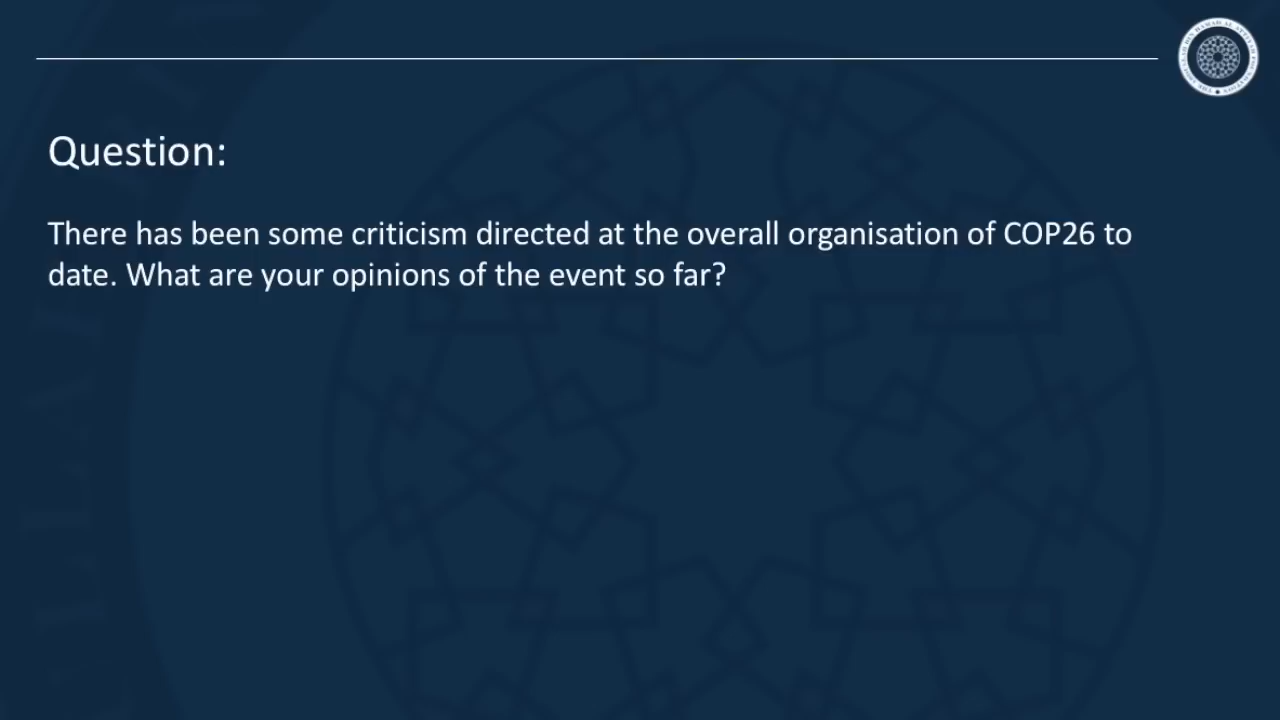 Question:
There has been some criticism directed at the overall organisation of COP26 to
date. What are your opinions of the event so far?